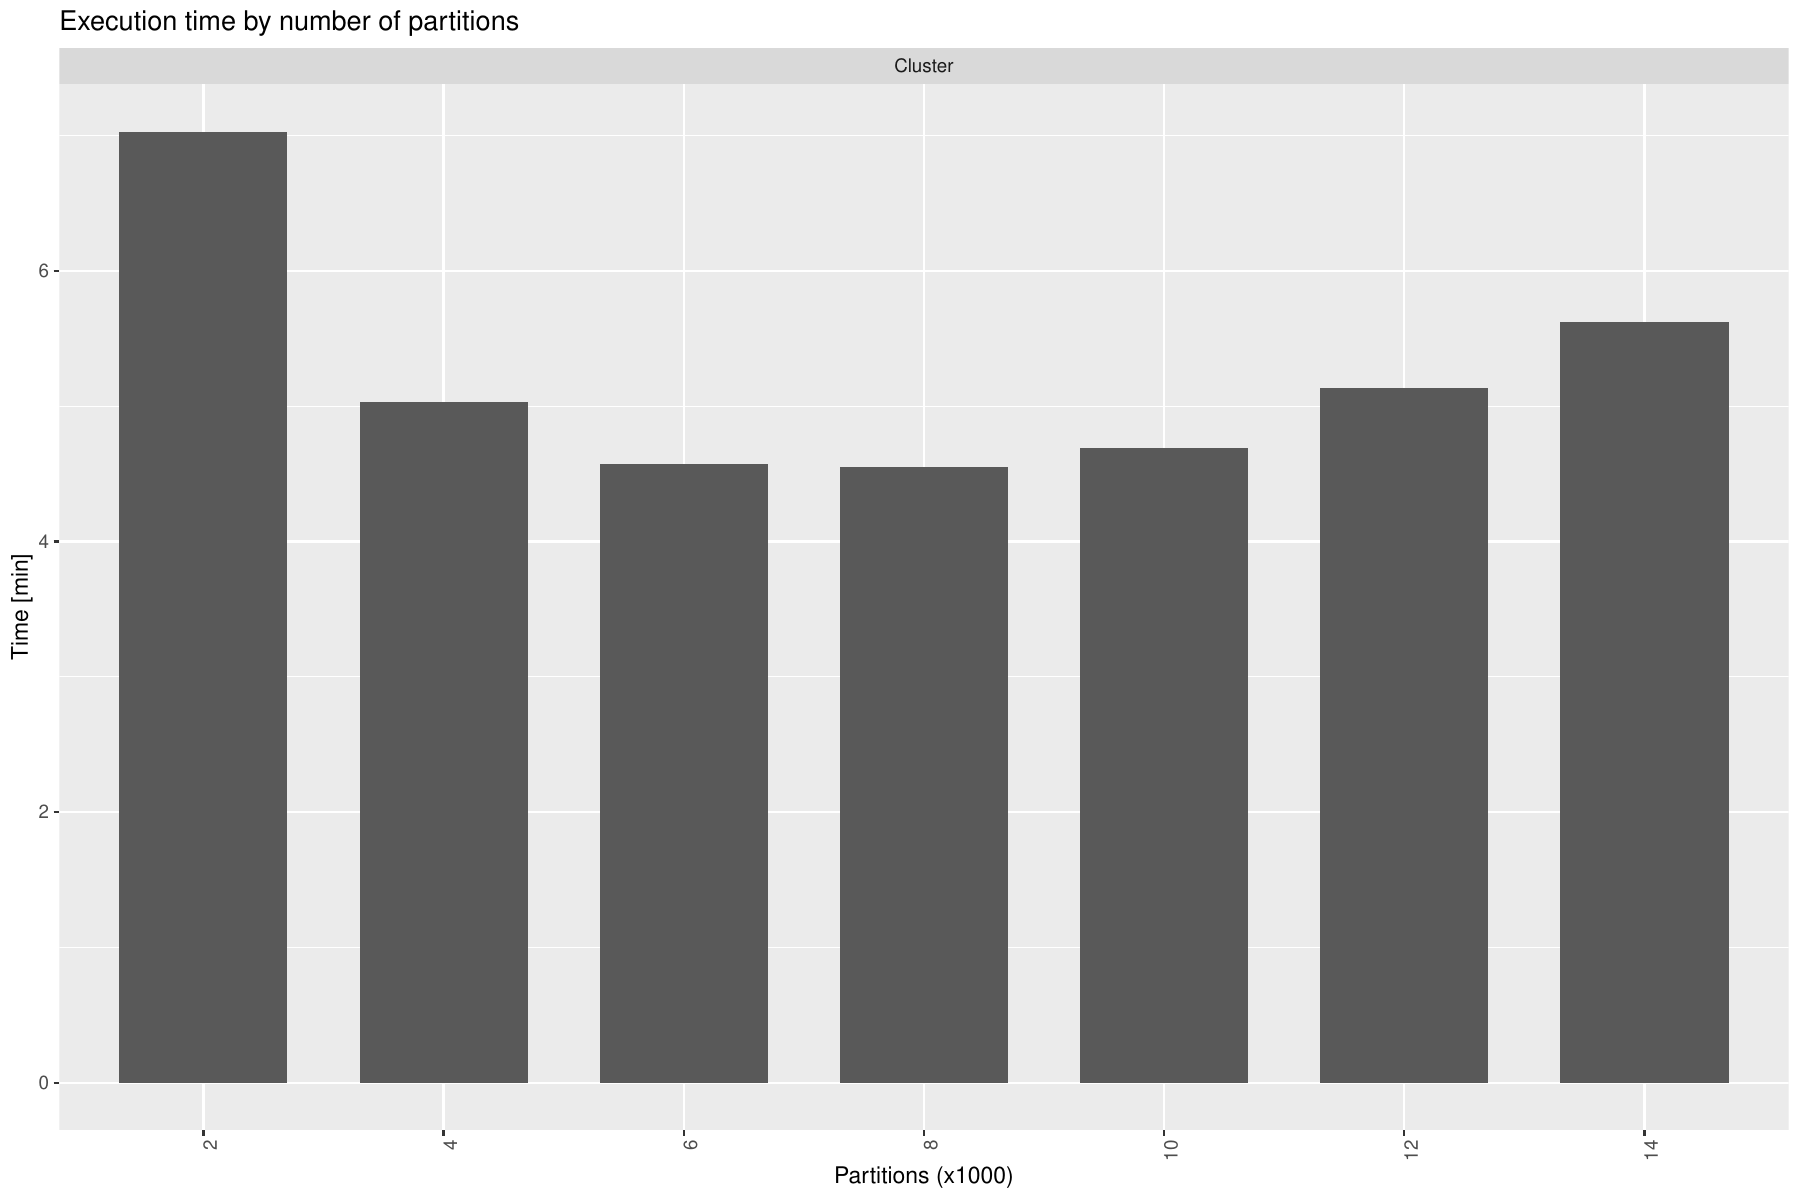 Execution time by number of partitions
Cluster
6
4
2
0
Time [min]
2 4 6 8 10 12 14
Partitions (x1000)